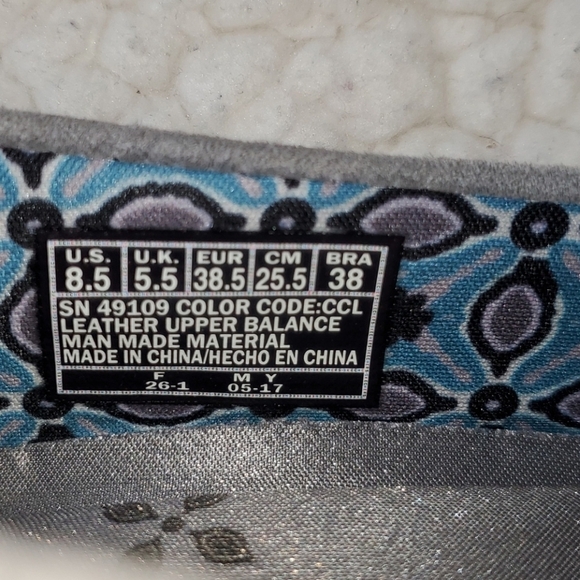 U.S. U.K. EUR CM BRA
8.5 5.5 38.5 25.5 38
SN 49109 COLOR CODE:CCL
LEATHER UPPER BALANCE
MAN MADE MATERIAL
MADE IN CHINA/HECHO EN CHINA
F M Y
26-1 05-17